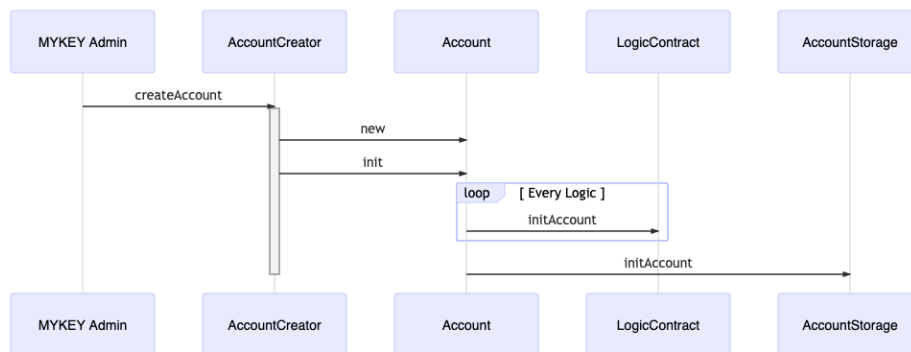 MYKEY Admin
AccountCreator
Account
LogicContract
AccountStorage
createAccount
new
init
loop
[ Every Logic ]
initAccount
initAccount
MYKEY Admin
AccountCreator
Account
LogicContract
AccountStorage